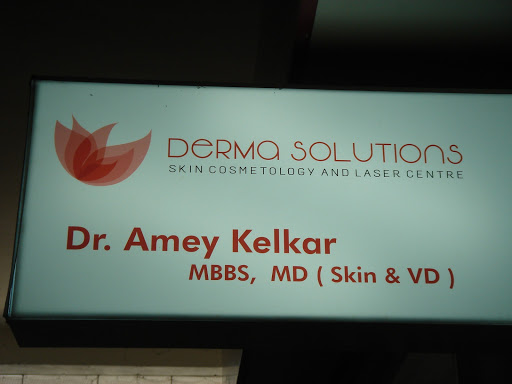 DERMA SOLUTIONS
SKIN COSMETOLOGY AND LASER CENTRE
Dr. Amey Kelkar
MBBS, MD ( Skin & VD )